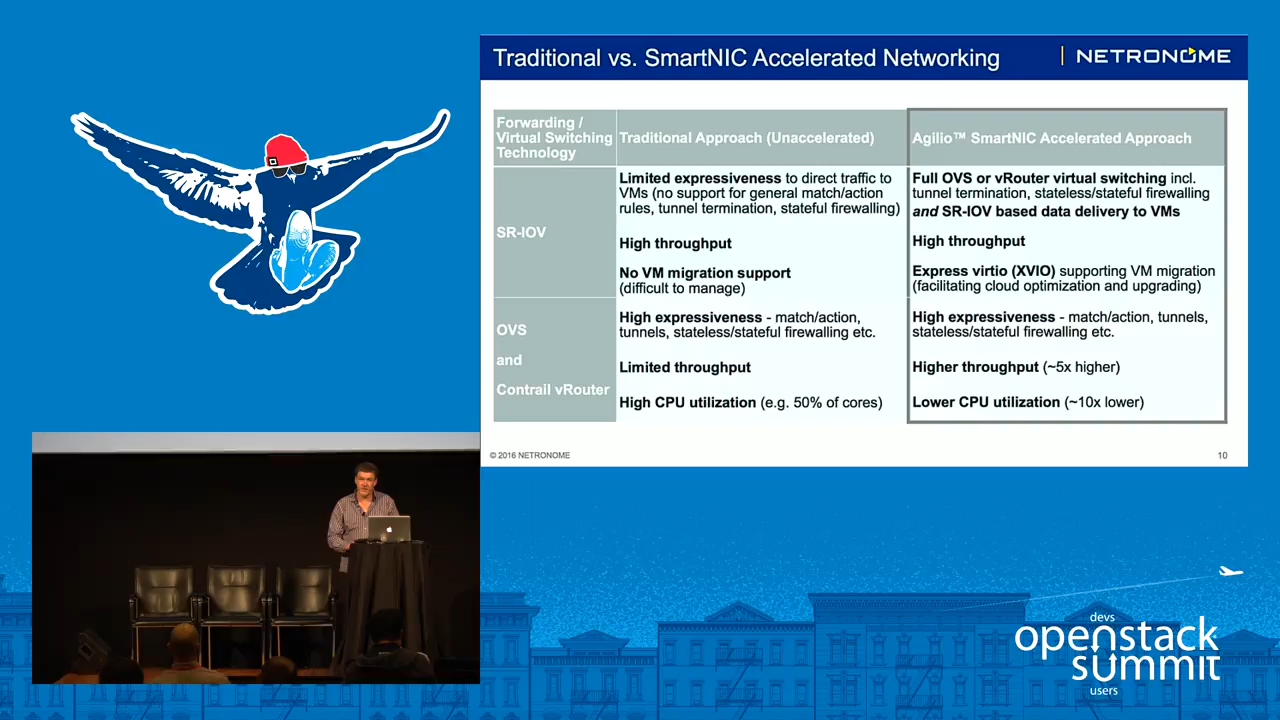 Traditional vs. SmartNIC Accelerated Networking
NETRONOME
Forwarding /
Virtual Switching
Technology
Traditional Approach (Unaccelerated)
Agilio™ SmartNIC Accelerated Approach
SR-IOV
Limited expressiveness to direct traffic to
VMs (no support for general match/action
rules, tunnel termination, stateful firewalling)
High throughput
No VM migration support
(difficult to manage)
Full OVS or vRouter virtual switching incl.
tunnel termination, stateless/stateful firewalling
and SR-IOV based data delivery to VMs
High throughput
Express virtio (XVIO) supporting VM migration
(facilitating cloud optimization and upgrading)
OVS
and
Contrail vRouter
High expressiveness - match/action,
tunnels, stateless/stateful firewalling etc.
Limited throughput
High CPU utilization (e.g. 50% of cores)
High expressiveness - match/action, tunnels,
stateless/stateful firewalling etc.
Higher throughput (~5x higher)
Lower CPU utilization (~10x lower)
© 2016 NETRONOME
10
devs
openstack
summit
users